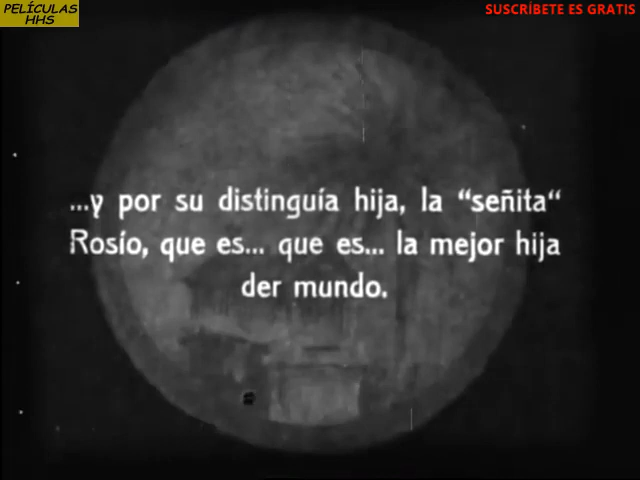 PELÍCULAS
HHS
SUSCRÍBETE ES GRATIS
...y por su distinguía hija, la “señita“
Rosío, que es... que es... la mejor hija
der mundo.